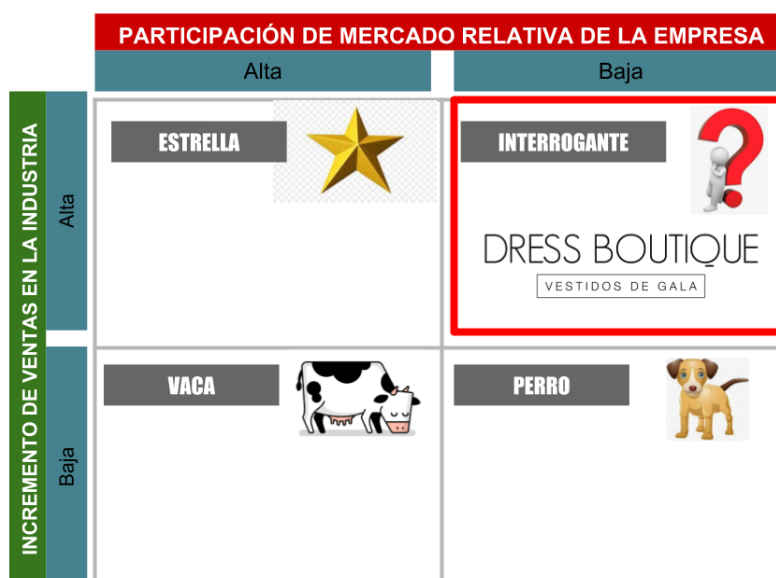 PARTICIPACIÓN DE MERCADO RELATIVA DE LA EMPRESA
Alta
Baja
INCREMENTO DE VENTAS EN LA INDUSTRIA
Alta
ESTRELLA
INTERROGANTE
DRESS BOUTIQUE
VESTIDOS DE GALA
Baja
VACA
PERRO